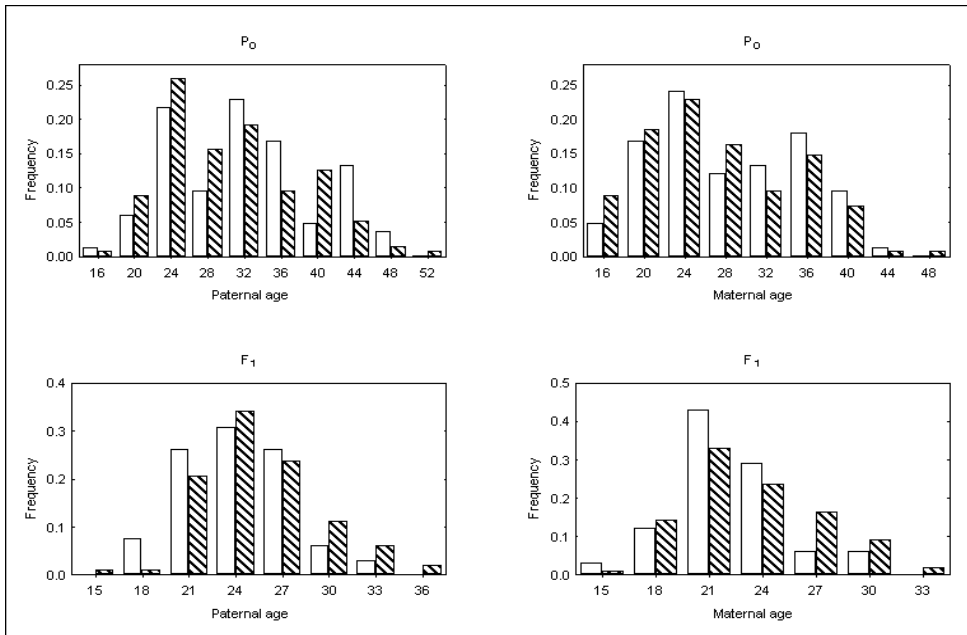 P0
Frequency
0.25
0.20
0.15
0.10
0.05
0.00
16 20 24 28 32 36 40 44 48 52
Paternal age
P0
Frequency
0.25
0.20
0.15
0.10
0.05
0.00
16 20 24 28 32 36 40 44 48
Maternal age
F1
Frequency
0.4
0.3
0.2
0.1
0.0
15 18 21 24 27 30 33 36
Paternal age
F1
Frequency
0.5
0.4
0.3
0.2
0.1
0.0
15 18 21 24 27 30 33
Maternal age